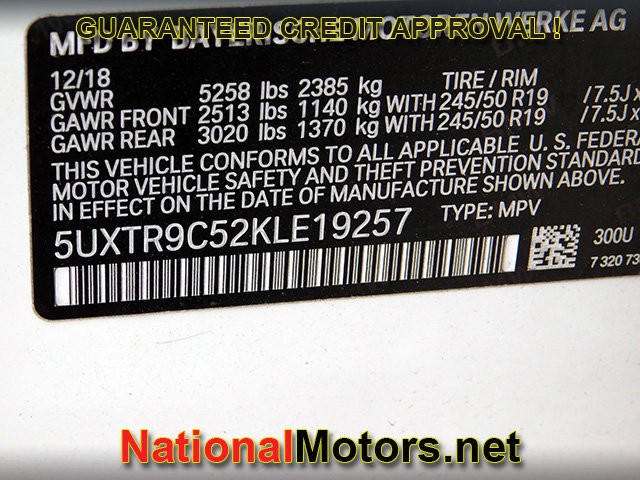 GUARANTEED CREDIT APPROVAL !
MFD BY BAYERISCHE MOTOREN WERKE AG
12/18 TIRE / RIM
GVWR 5258 lbs 2385 kg
GAWR FRONT 2513 lbs 1140 kg WITH 245/50 R19 /7.5J x
GAWR REAR 3020 lbs 1370 kg WITH 245/50 R19 /7.5J x
THIS VEHICLE CONFORMS TO ALL APPLICABLE U. S. FEDERA
MOTOR VEHICLE SAFETY AND THEFT PREVENTION STANDARD
IN EFFECT ON THE DATE OF MANUFACTURE SHOWN ABOVE.
5UXTR9C52KLE19257 TYPE: MPV
300U
7 320 73
NationalMotors.net